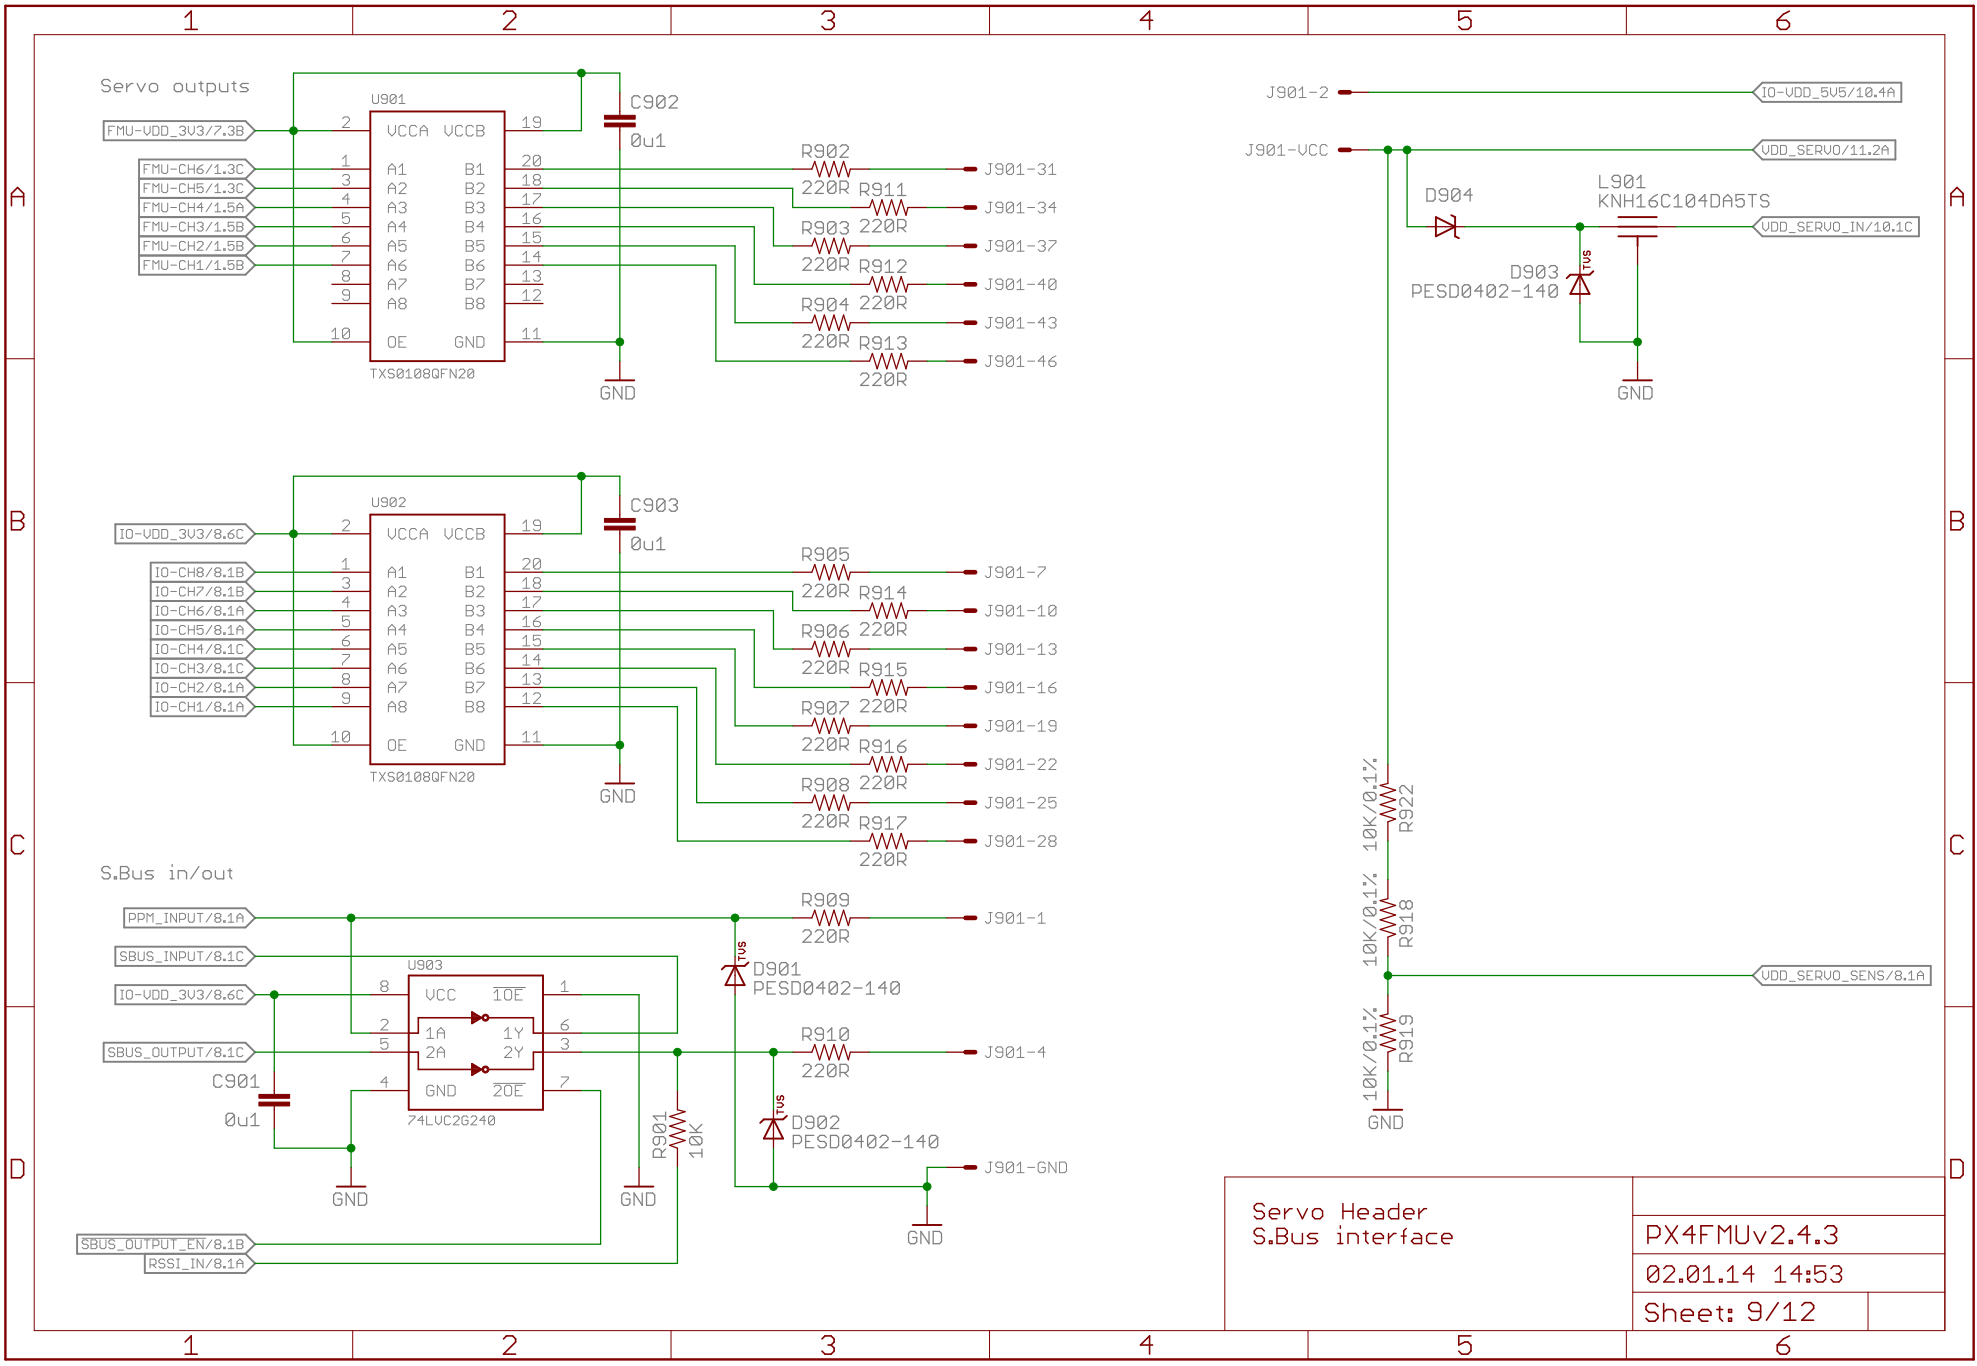 1 2 3 4 5 6
A
B
C
D
A
B
C
D
Servo outputs
FMU-VDD_3V3/7.3B
FMU-CH6/1.3C
FMU-CH5/1.3C
FMU-CH4/1.5A
FMU-CH3/1.5B
FMU-CH2/1.5B
FMU-CH1/1.5B
U901
2 VCCA VCCB 19
1 A1 B1 20
3 A2 B2 18
4 A3 B3 17
5 A4 B4 16
6 A5 B5 15
7 A6 B6 14
8 A7 B7 13
9 A8 B8 12
10 OE GND 11
TXS0108QFN20
C902
0u1
GND
R902
220R
J901-31
R911
220R
J901-34
R903
220R
J901-37
R912
220R
J901-40
R904
220R
J901-43
R913
220R
J901-46
IO-VDD_3V3/8.6C
IO-CH8/8.1B
IO-CH7/8.1B
IO-CH6/8.1A
IO-CH5/8.1A
IO-CH4/8.1C
IO-CH3/8.1C
IO-CH2/8.1A
IO-CH1/8.1A
U902
2 VCCA VCCB 19
1 A1 B1 20
3 A2 B2 18
4 A3 B3 17
5 A4 B4 16
6 A5 B5 15
7 A6 B6 14
8 A7 B7 13
9 A8 B8 12
10 OE GND 11
TXS0108QFN20
C903
0u1
GND
R905
220R
J901-7
R914
220R
J901-10
R906
220R
J901-13
R915
220R
J901-16
R907
220R
J901-19
R916
220R
J901-22
R908
220R
J901-25
R917
220R
J901-28
S.Bus in/out
PPM_INPUT/8.1A
SBUS_INPUT/8.1C
IO-VDD_3V3/8.6C
SBUS_OUTPUT/8.1C
U903
8 VCC 1OE 1
2 1A 1Y 6
5 2A 2Y 3
4 GND 2OE 7
74LVC2G240
C901
0u1
GND
GND
SBUS_OUTPUT_EN/8.1B
RSSI_IN/8.1A
R901
10K
R909
220R
J901-1
TVS
D901
PESD0402-140
R910
220R
J901-4
TVS
D902
PESD0402-140
J901-GND
GND
J901-2
IO-VDD_5V5/10.4A
J901-VCC
VDD_SERVO/11.2A
D904
L901
KNH16C104DA5TS
VDD_SERVO_IN/10.1C
TVS
D903
PESD0402-140
GND
10K/0.1%
R922
10K/0.1%
R918
VDD_SERVO_SENS/8.1A
10K/0.1%
R919
GND
Servo Header
S.Bus interface
PX4FMUv2.4.3
02.01.14 14:53
Sheet: 9/12
1 2 3 4 5 6